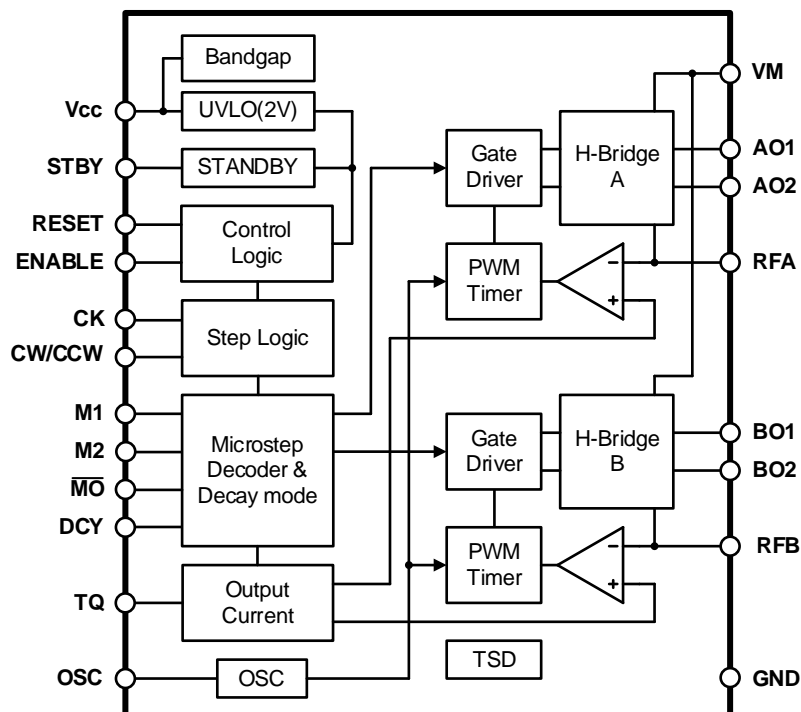 Bandgap
VM
Vcc
UVLO(2V)
Gate
Driver
H-Bridge
A
AO1
STBY
STANDBY
AO2
RESET
Control
Logic
ENABLE
PWM
Timer
−
+
RFA
CK
Step Logic
CW/CCW
M1
M2
MO
DCY
Microstep
Decoder &
Decay mode
Gate
Driver
H-Bridge
B
BO1
BO2
PWM
Timer
−
+
RFB
TQ
Output
Current
TSD
OSC
OSC
GND